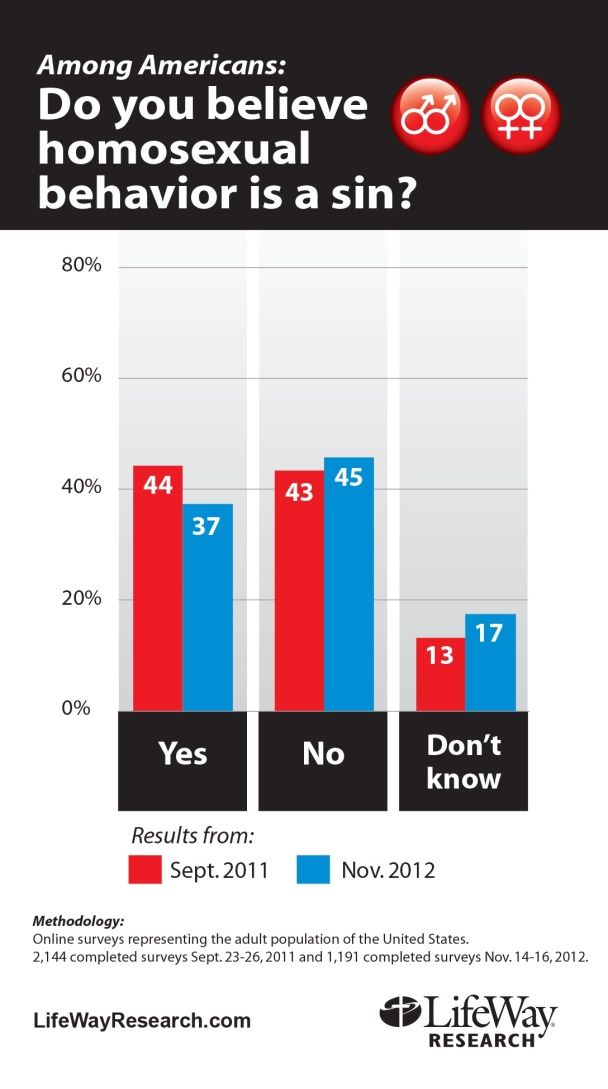 Among Americans:
Do you believe
homosexual
behavior is a sin?
80%
60%
40%
20%
0%
44
37
43
45
13
17
Yes
No
Don't
know
Results from:
Sept. 2011
Nov. 2012
Methodology:
Online surveys representing the adult population of the United States.
2,144 completed surveys Sept. 23-26, 2011 and 1,191 completed surveys Nov. 14-16, 2012.
LifeWayResearch.com
LifeWay®
RESEARCH